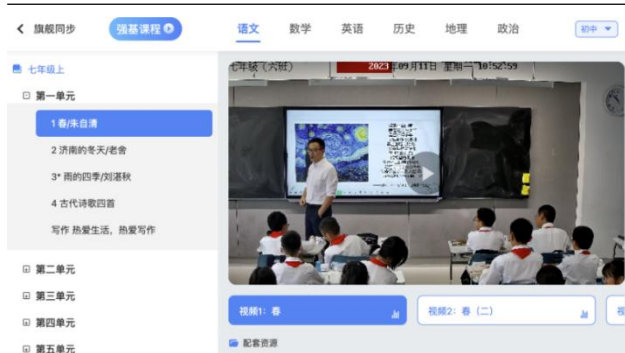 旗舰同步
强基课程
语文 数学 英语 历史 地理 政治
初中
七年级上
第一单元
1 春/朱自清
2 济南的冬天/老舍
3* 雨的四季/刘湛秋
4 古代诗歌四首
写作 热爱生活，热爱写作
第二单元
第三单元
第四单元
第五单元
七年级（六班）
2023年09月11日 星期一 10:52:59
视频1：春
视频2：春（二）
配套资源